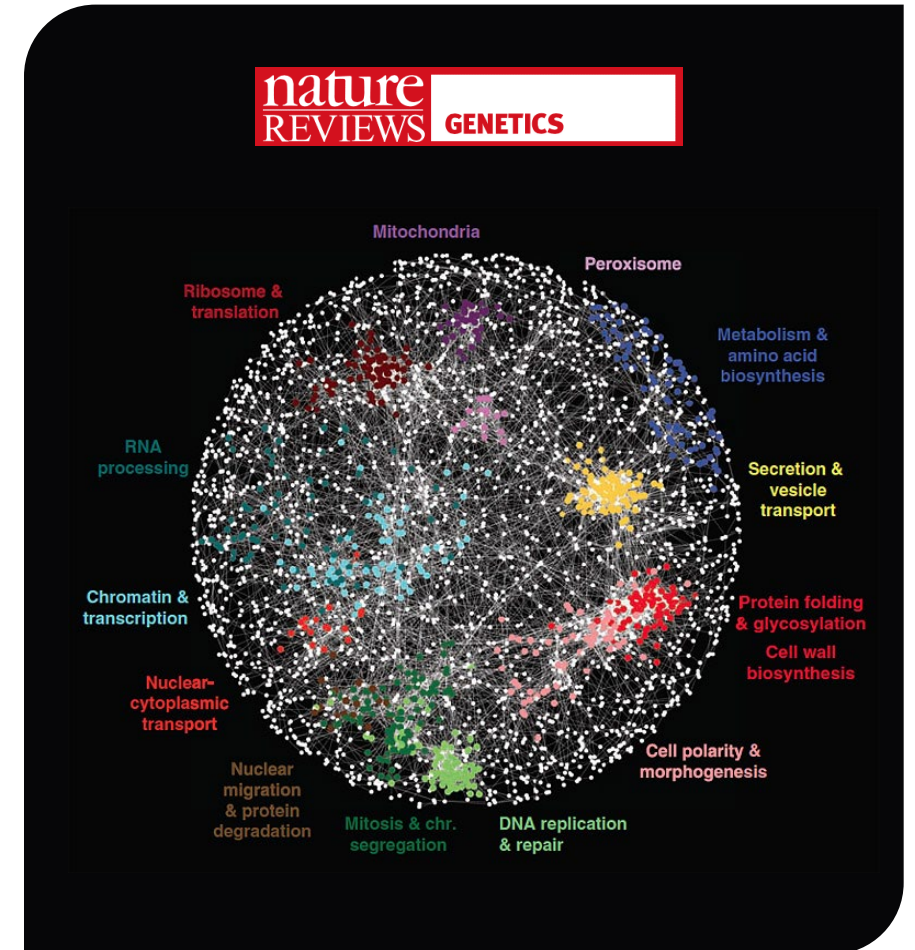 nature
REVIEWS GENETICS
Mitochondria
Peroxisome
Ribosome &
translation
Metabolism &
amino acid
biosynthesis
RNA
processing
Secretion &
vesicle
transport
Chromatin &
transcription
Protein folding
& glycosylation
Cell wall
biosynthesis
Nuclear-
cytoplasmic
transport
Cell polarity &
morphogenesis
Nuclear
migration
& protein
degradation
Mitosis & chr.
segregation
DNA replication
& repair